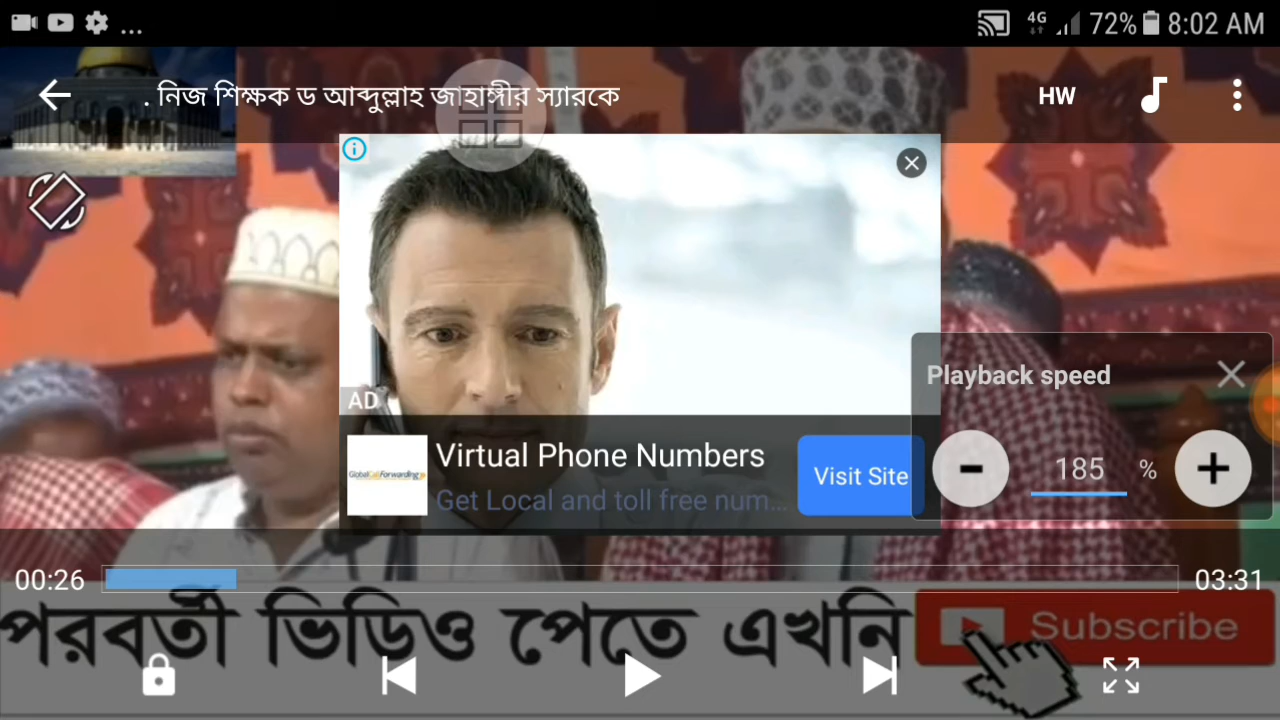 ... 4G 72% 8:02 AM
. নিজ শিক্ষক ড আব্দুল্লাহ জাহাঙ্গীর স্যারকে HW
AD
Playback speed
Virtual Phone Numbers
GlobalCallForwarding
Visit Site
Get Local and toll free num...
- 185 % +
00:26 03:31
পরবর্তী ভিডিও পেতে এখনি Subscribe